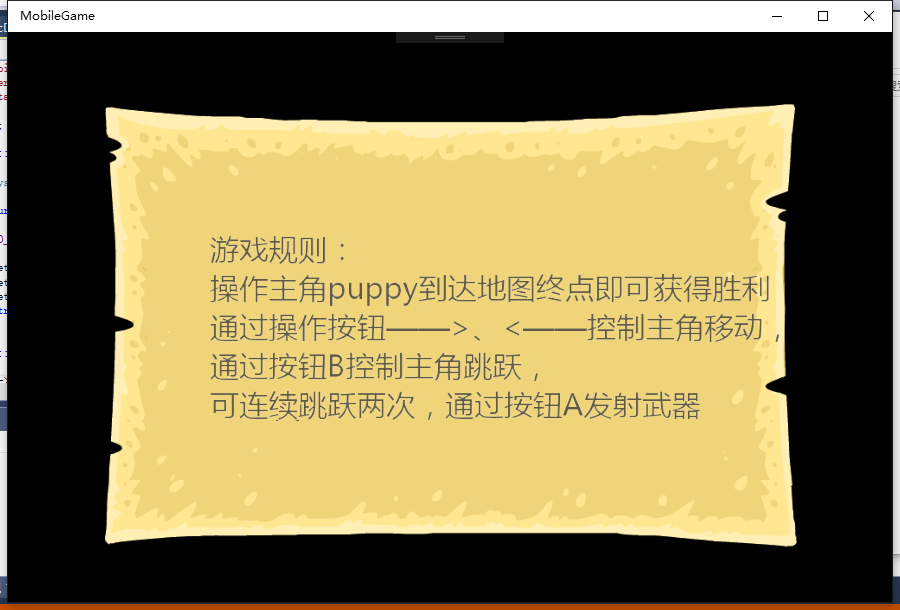 MobileGame
游戏规则：
操作主角puppy到达地图终点即可获得胜利
通过操作按钮——>、<——控制主角移动，
通过按钮B控制主角跳跃，
可连续跳跃两次，通过按钮A发射武器